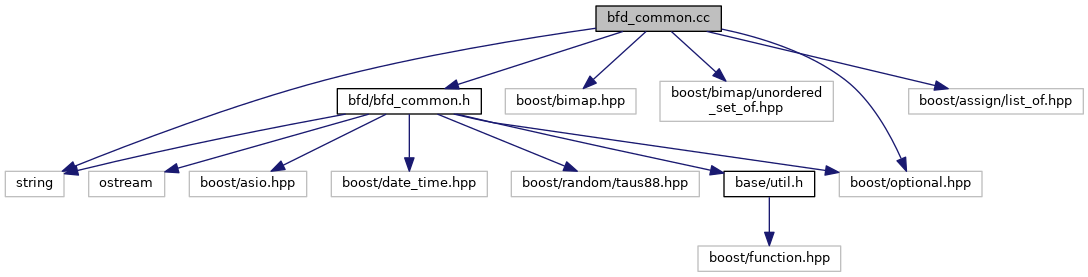 bfd_common.cc
bfd/bfd_common.h
boost/bimap.hpp
boost/bimap/unordered
_set_of.hpp
boost/assign/list_of.hpp
string
ostream
boost/asio.hpp
boost/date_time.hpp
boost/random/taus88.hpp
base/util.h
boost/optional.hpp
boost/function.hpp